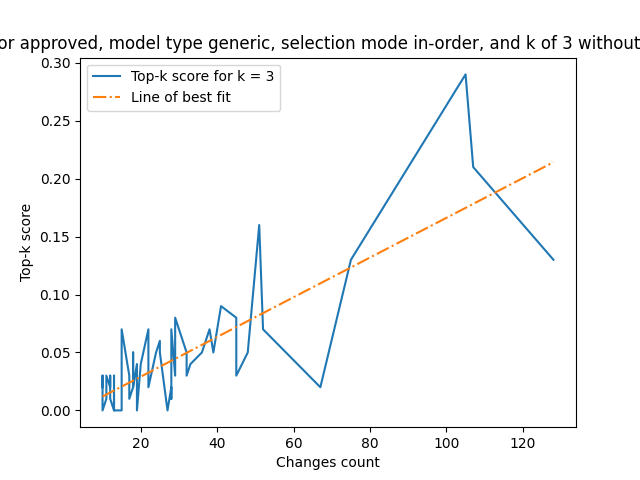 or approved, model type generic, selection mode in-order, and k of 3 without
Top-k score for k = 3
Line of best fit
Top-k score
0.30
0.25
0.20
0.15
0.10
0.05
0.00
20 40 60 80 100 120
Changes count